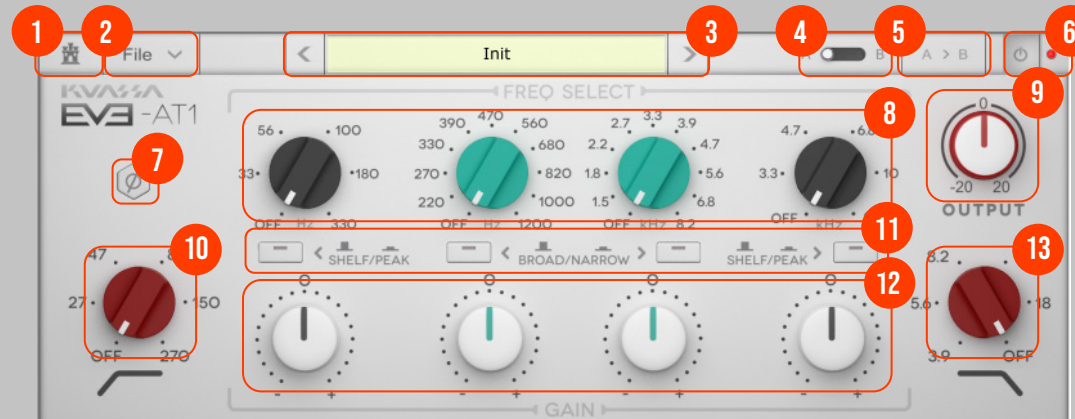 1 2 3 4 5 6
File Init A B A > B
KVASSA
EVE -AT1
FREQ SELECT
7 8 9
56 100 33 180 OFF Hz 330
390 470 560 330 680 270 820 220 1000 OFF Hz 1200
2.7 3.3 3.9 2.2 4.7 1.8 5.6 1.5 6.8 OFF kHz 8.2
4.7 6.8 3.3 10 OFF kHz
0 -20 20
OUTPUT
10 11 12 13
SHELF/PEAK BROAD/NARROW SHELF/PEAK
47 27 150 OFF 270
0 0 0 0
- + - + - + - +
8.2 5.6 18 3.9 OFF
GAIN